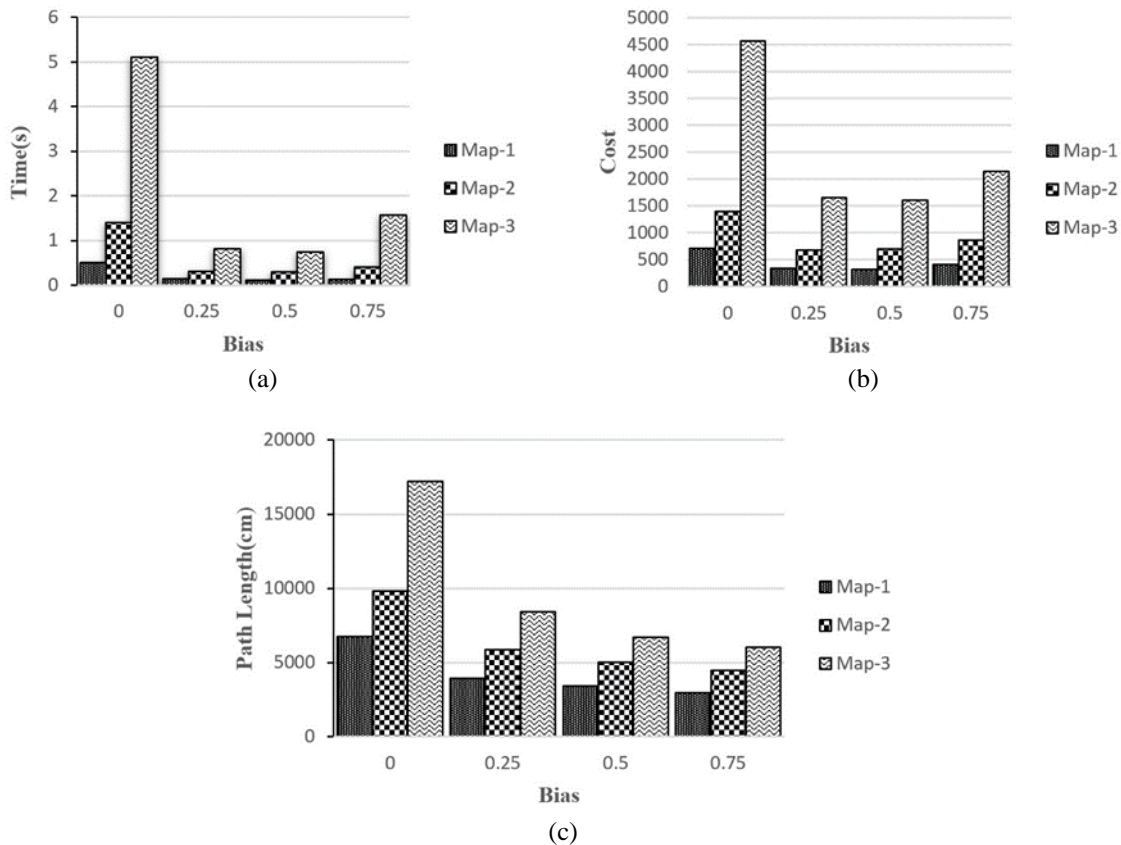 6
5
4
3
2
1
0
Time(s)
0 0.25 0.5 0.75
Bias
Map-1
Map-2
Map-3
(a)
5000
4500
4000
3500
3000
2500
2000
1500
1000
500
0
Cost
0 0.25 0.5 0.75
Bias
Map-1
Map-2
Map-3
(b)
20000
15000
10000
5000
0
Path Length(cm)
0 0.25 0.5 0.75
Bias
Map-1
Map-2
Map-3
(c)